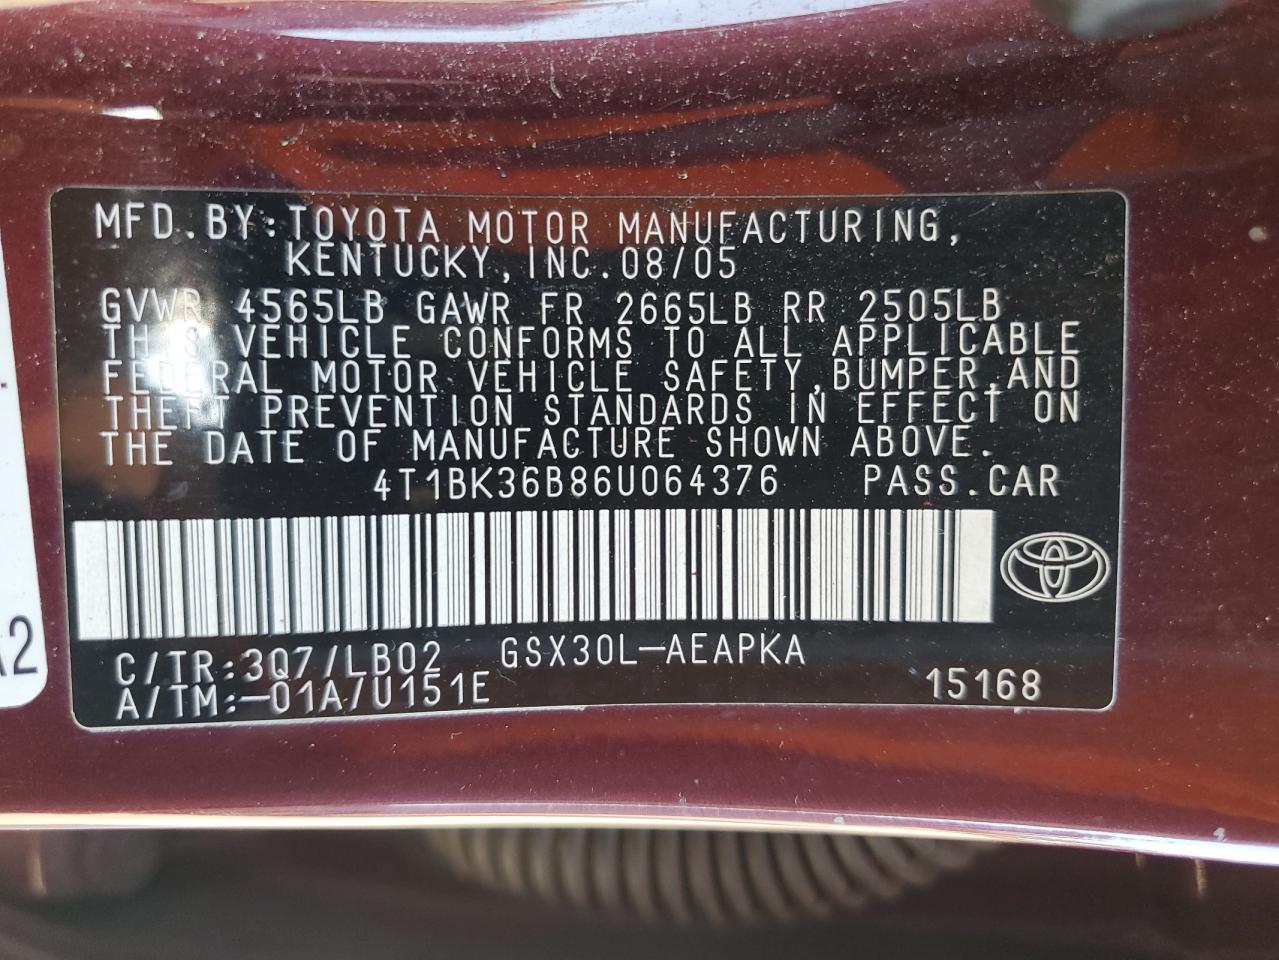 MFD.BY:TOYOTA MOTOR MANUFACTURING,
KENTUCKY,INC.08/05
GVWR 4565LB GAWR FR 2665LB RR 2505LB
THIS VEHICLE CONFORMS TO ALL APPLICABLE
FEDERAL MOTOR VEHICLE SAFETY,BUMPER,AND
THEFT PREVENTION STANDARDS IN EFFECT ON
THE DATE OF MANUFACTURE SHOWN ABOVE.
4T1BK36B86U064376 PASS.CAR
C/TR:3Q7/LB02 GSX30L-AEAPKA
A/TM:-01A/U151E 15168